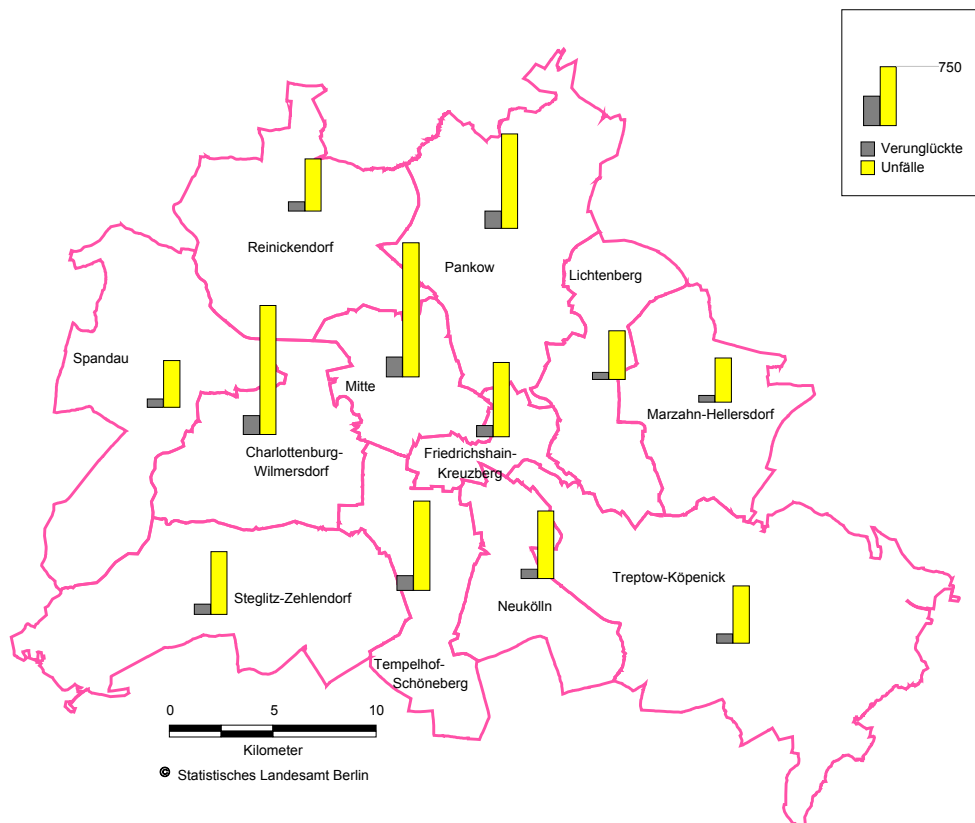 750
Verunglückte
Unfälle
Reinickendorf
Pankow
Lichtenberg
Spandau
Mitte
Marzahn-Hellersdorf
Charlottenburg-
Wilmersdorf
Friedrichshain-
Kreuzberg
Treptow-Köpenick
Steglitz-Zehlendorf
Neukölln
Tempelhof-
Schöneberg
0 5 10
Kilometer
© Statistisches Landesamt Berlin